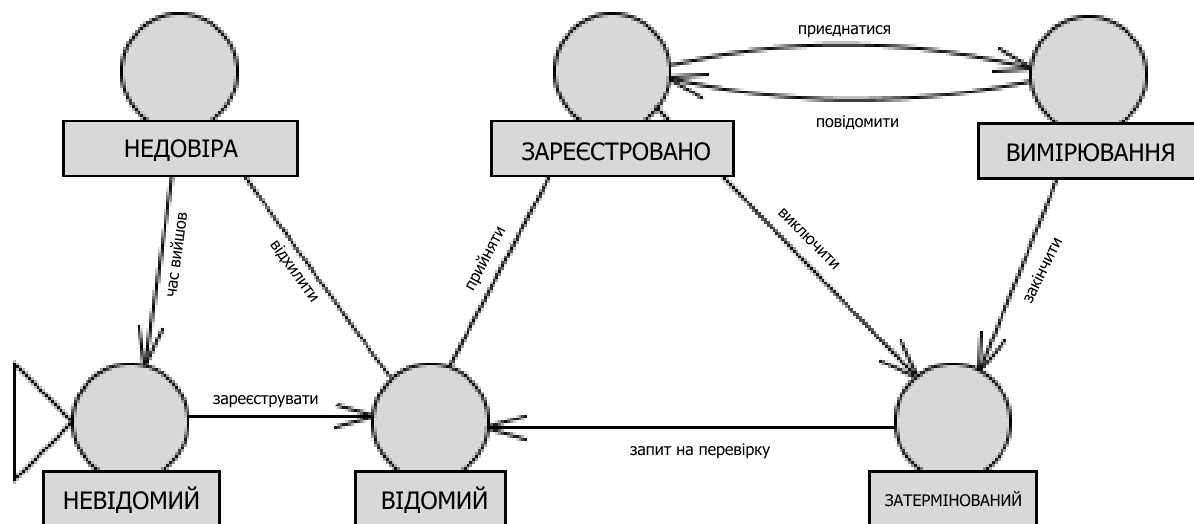 приєднатися
повідомити
НЕДОВІРА
ЗАРЕЄСТРОВАНО
ВИМІРЮВАННЯ
час вийшов
відхилити
прийняти
виключити
закінчити
зареєструвати
запит на перевірку
НЕВІДОМИЙ
ВІДОМИЙ
ЗАТЕРМІНОВАНИЙ